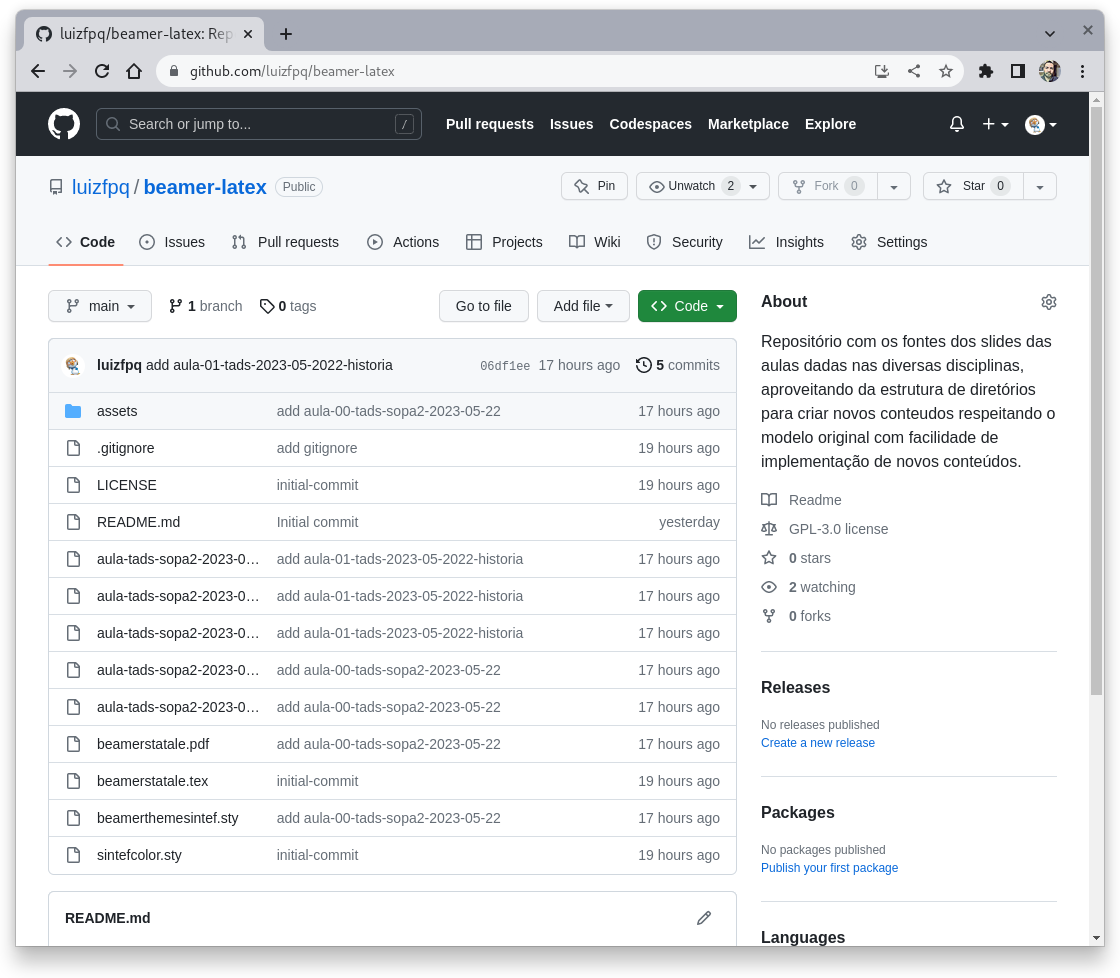 luizfpq/beamer-latex: Rep
github.com/luizfpq/beamer-latex
Search or jump to... / Pull requests Issues Codespaces Marketplace Explore
luizfpq / beamer-latex Public Pin Unwatch 2 Fork 0 Star 0
Code Issues Pull requests Actions Projects Wiki Security Insights Settings
main 1 branch 0 tags Go to file Add file Code
luizfpq add aula-01-tads-2023-05-2022-historia 06df1ee 17 hours ago 5 commits
assets add aula-00-tads-sopa2-2023-05-22 17 hours ago
.gitignore add gitignore 19 hours ago
LICENSE initial-commit 19 hours ago
README.md Initial commit yesterday
aula-tads-sopa2-2023-0... add aula-01-tads-2023-05-2022-historia 17 hours ago
aula-tads-sopa2-2023-0... add aula-01-tads-2023-05-2022-historia 17 hours ago
aula-tads-sopa2-2023-0... add aula-01-tads-2023-05-2022-historia 17 hours ago
aula-tads-sopa2-2023-0... add aula-00-tads-sopa2-2023-05-22 17 hours ago
aula-tads-sopa2-2023-0... add aula-00-tads-sopa2-2023-05-22 17 hours ago
beamerstatale.pdf add aula-00-tads-sopa2-2023-05-22 17 hours ago
beamerstatale.tex initial-commit 19 hours ago
beamerthemesintef.sty add aula-00-tads-sopa2-2023-05-22 17 hours ago
sintefcolor.sty initial-commit 19 hours ago
README.md
About
Repositório com os fontes dos slides das
aulas dadas nas diversas disciplinas,
aproveitando da estrutura de diretórios
para criar novos conteudos respeitando o
modelo original com facilidade de
implementação de novos conteúdos.
Readme
GPL-3.0 license
0 stars
2 watching
0 forks
Releases
No releases published
Create a new release
Packages
No packages published
Publish your first package
Languages